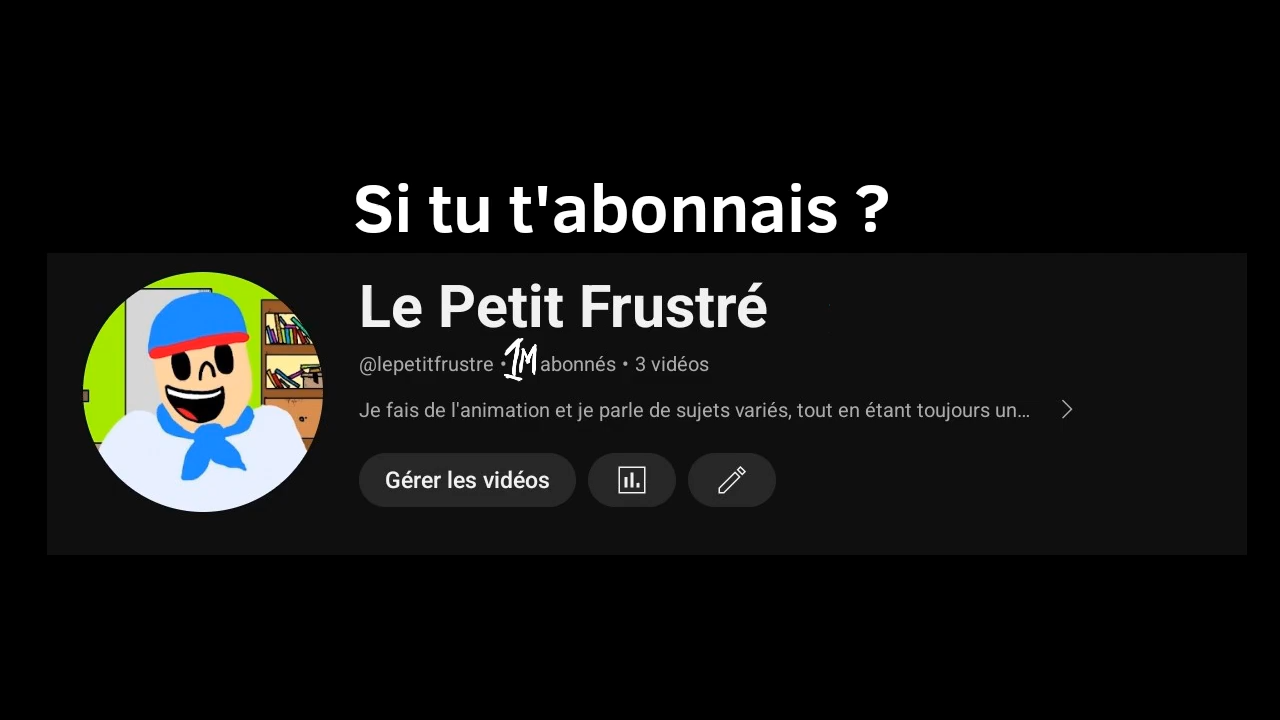 Si tu t'abonnais ?
Le Petit Frustré
@lepetitfrustre • 1M abonnés • 3 vidéos
Je fais de l'animation et je parle de sujets variés, tout en étant toujours un...
Gérer les vidéos